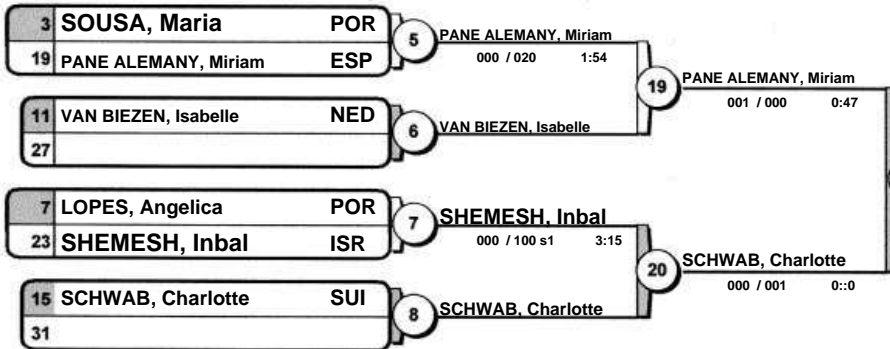 3 SOUSA, Maria POR
19 PANE ALEMANY, Miriam ESP
5
PANE ALEMANY, Miriam
000 / 020 1:54
11 VAN BIEZEN, Isabelle NED
27
6
VAN BIEZEN, Isabelle
19
PANE ALEMANY, Miriam
001 / 000 0:47
7 LOPES, Angelica POR
23 SHEMESH, Inbal ISR
7
SHEMESH, Inbal
000 / 100 s1 3:15
15 SCHWAB, Charlotte SUI
31
8
SCHWAB, Charlotte
20
SCHWAB, Charlotte
000 / 001 0::0